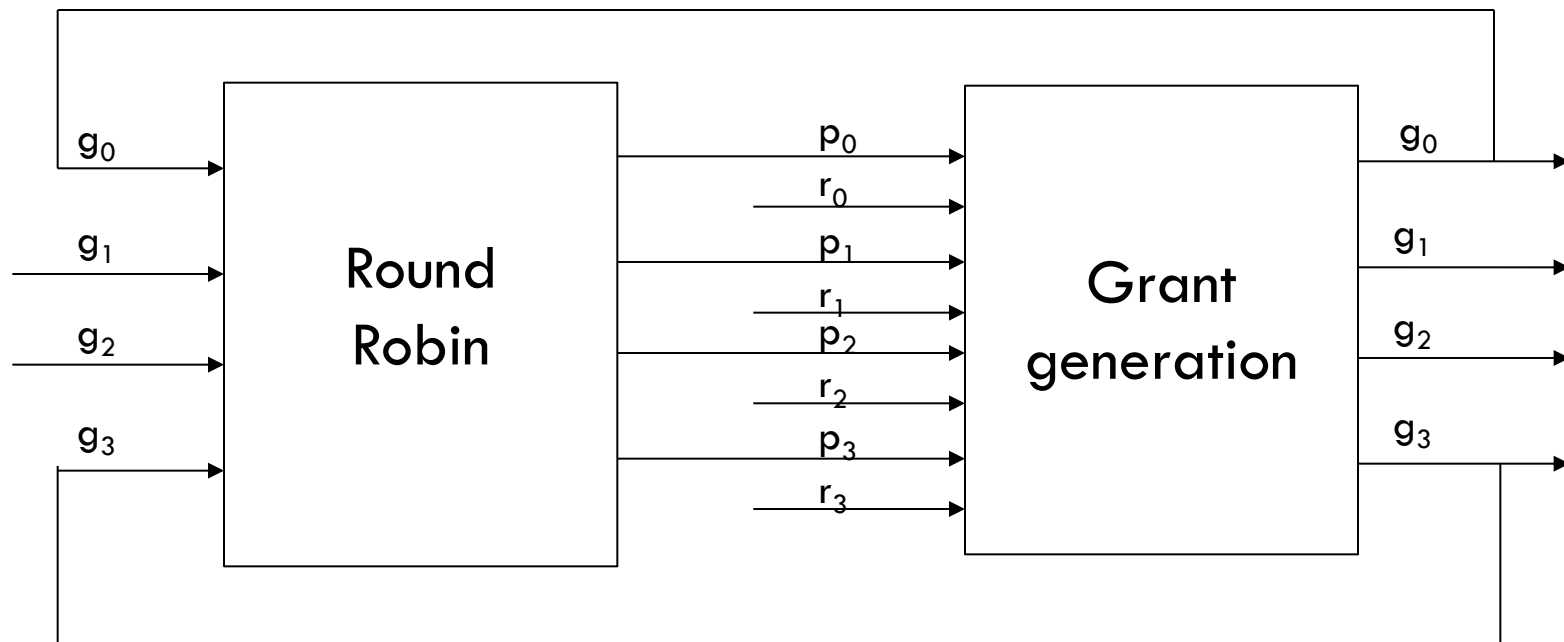 g₀
g₁
g₂
g₃
Round
Robin
p₀
r₀
p₁
r₁
p₂
r₂
p₃
r₃
Grant
generation
g₀
g₁
g₂
g₃